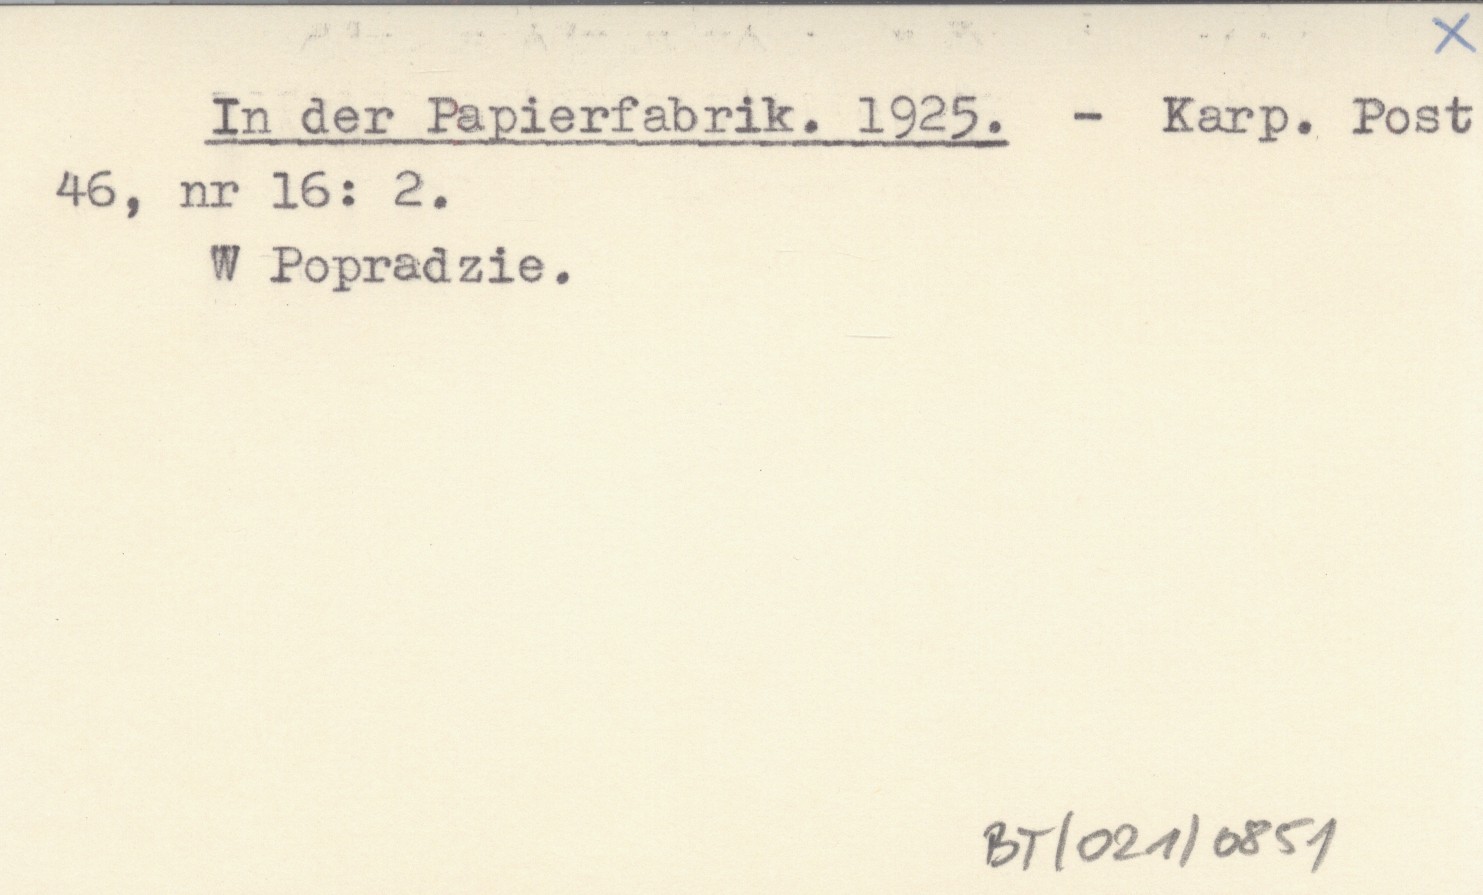 In der Papierfabrik. 1925. - Karp. Post
46, nr 16: 2.
W Popradzie.
BT/021/0851